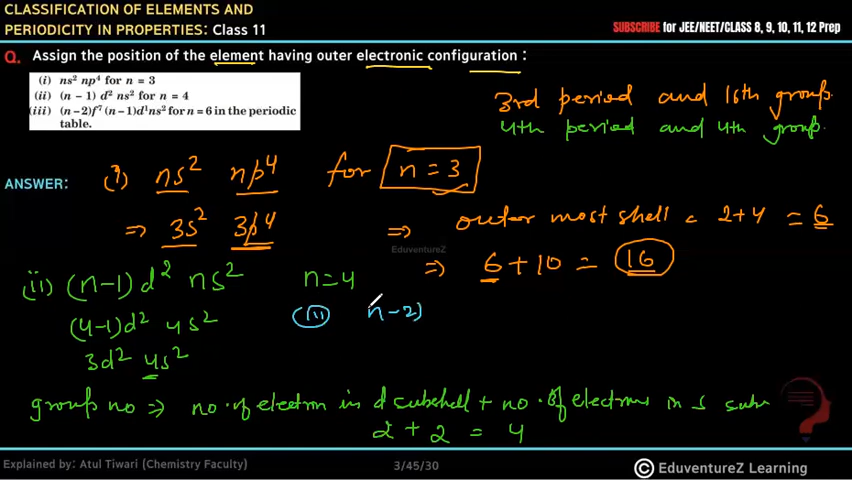 CLASSIFICATION OF ELEMENTS AND
PERIODICITY IN PROPERTIES: Class 11
SUBSCRIBE for JEE/NEET/CLASS 8, 9, 10, 11, 12 Prep
Q. Assign the position of the element having outer electronic configuration :
(i) ns² np⁴ for n = 3
(ii) (n – 1) d² ns² for n = 4
(iii) (n – 2) f⁷ (n – 1) d¹ ns² for n = 6 in the periodic
table.
3rd period and 16th group.
4th period and 4th group.
ANSWER: (i) ns² np⁴ for n = 3
⇒ 3s² 3p⁴ ⇒ outer most shell = 2+4 = 6
EduventureZ
⇒ 6 + 10 = 16
(ii) (n-1) d² ns² n=4
(iii) n-2)
(4-1)d² 4s²
3d² 4s²
group no ⇒ no. of electron in d subshell + no. of electrons in s sub
2 + 2 = 4
Explained by: Atul Tiwari (Chemistry Faculty)
3/45/30
© EduventureZ Learning